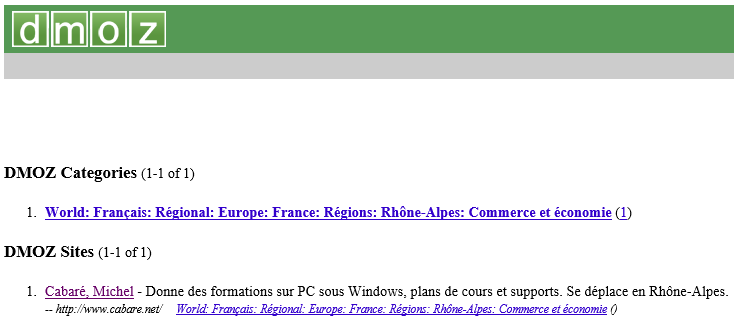 dmoz
DMOZ Categories (1-1 of 1)
1. World: Français: Régional: Europe: France: Régions: Rhône-Alpes: Commerce et économie (1)
DMOZ Sites (1-1 of 1)
1. Cabaré, Michel - Donne des formations sur PC sous Windows, plans de cours et supports. Se déplace en Rhône-Alpes.
-- http://www.cabare.net/ World: Français: Régional: Europe: France: Régions: Rhône-Alpes: Commerce et économie ()